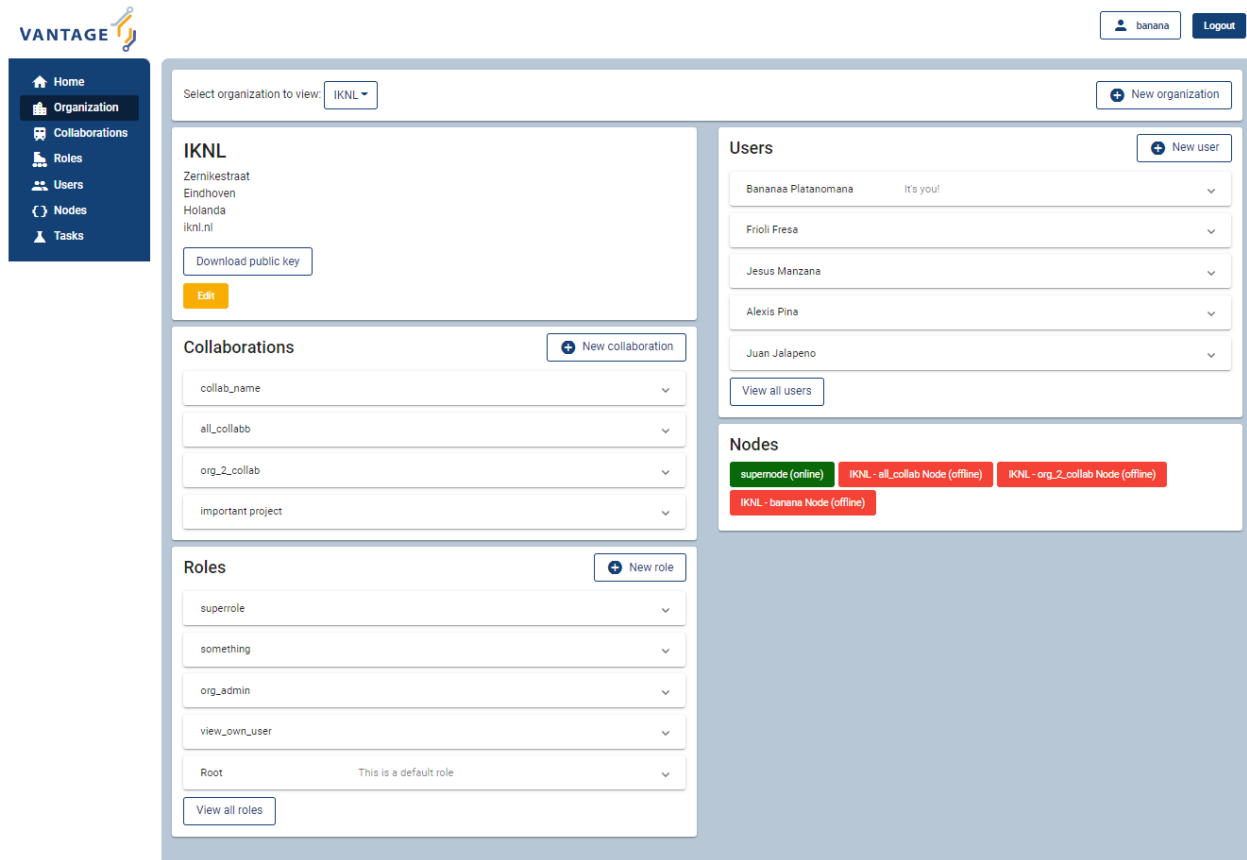 VANTAGE
banana
Logout
Home
Organization
Collaborations
Roles
Users
Nodes
Tasks
Select organization to view: IKNL
New organization
IKNL
Zernikestraat
Eindhoven
Holanda
iknl.nl
Download public key
Edit
Collaborations
New collaboration
collab_name
all_collabb
org_2_collab
important project
Roles
New role
superrole
something
org_admin
view_own_user
Root This is a default role
View all roles
Users
New user
Bananaa Platanomana It's you!
Frioli Fresa
Jesus Manzana
Alexis Pina
Juan Jalapeno
View all users
Nodes
supernode (online) IKNL - all_collab Node (offline) IKNL - org_2_collab Node (offline)
IKNL - banana Node (offline)